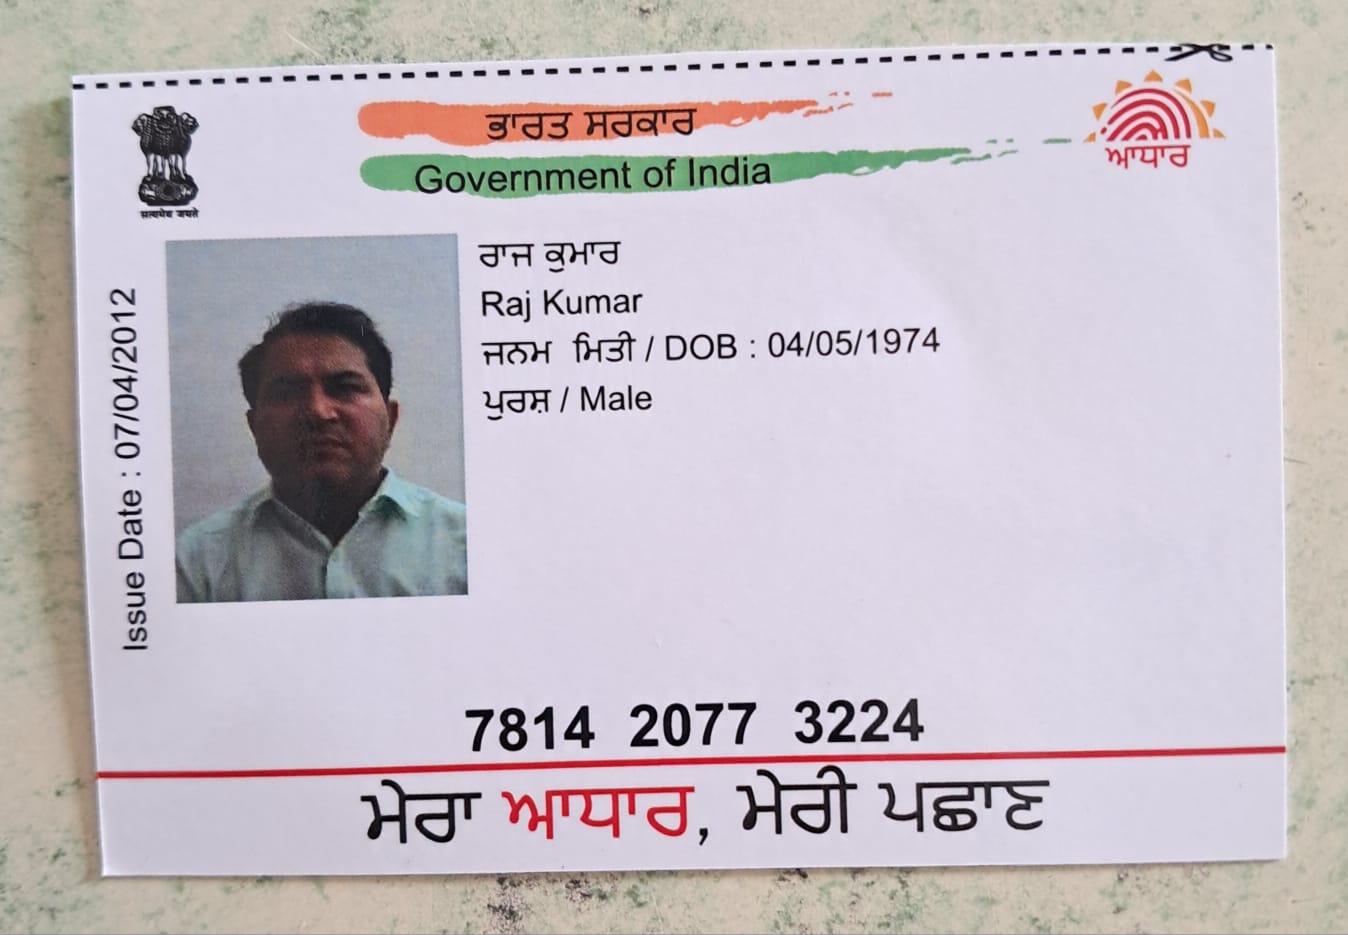 ਭਾਰਤ ਸਰਕਾਰ
Government of India
ਆਧਾਰ
सत्यमेव जयते
Issue Date : 07/04/2012
ਰਾਜ ਕੁਮਾਰ
Raj Kumar
ਜਨਮ ਮਿਤੀ / DOB : 04/05/1974
ਪੁਰਸ਼ / Male
7814 2077 3224
ਮੇਰਾ ਆਧਾਰ, ਮੇਰੀ ਪਛਾਣ